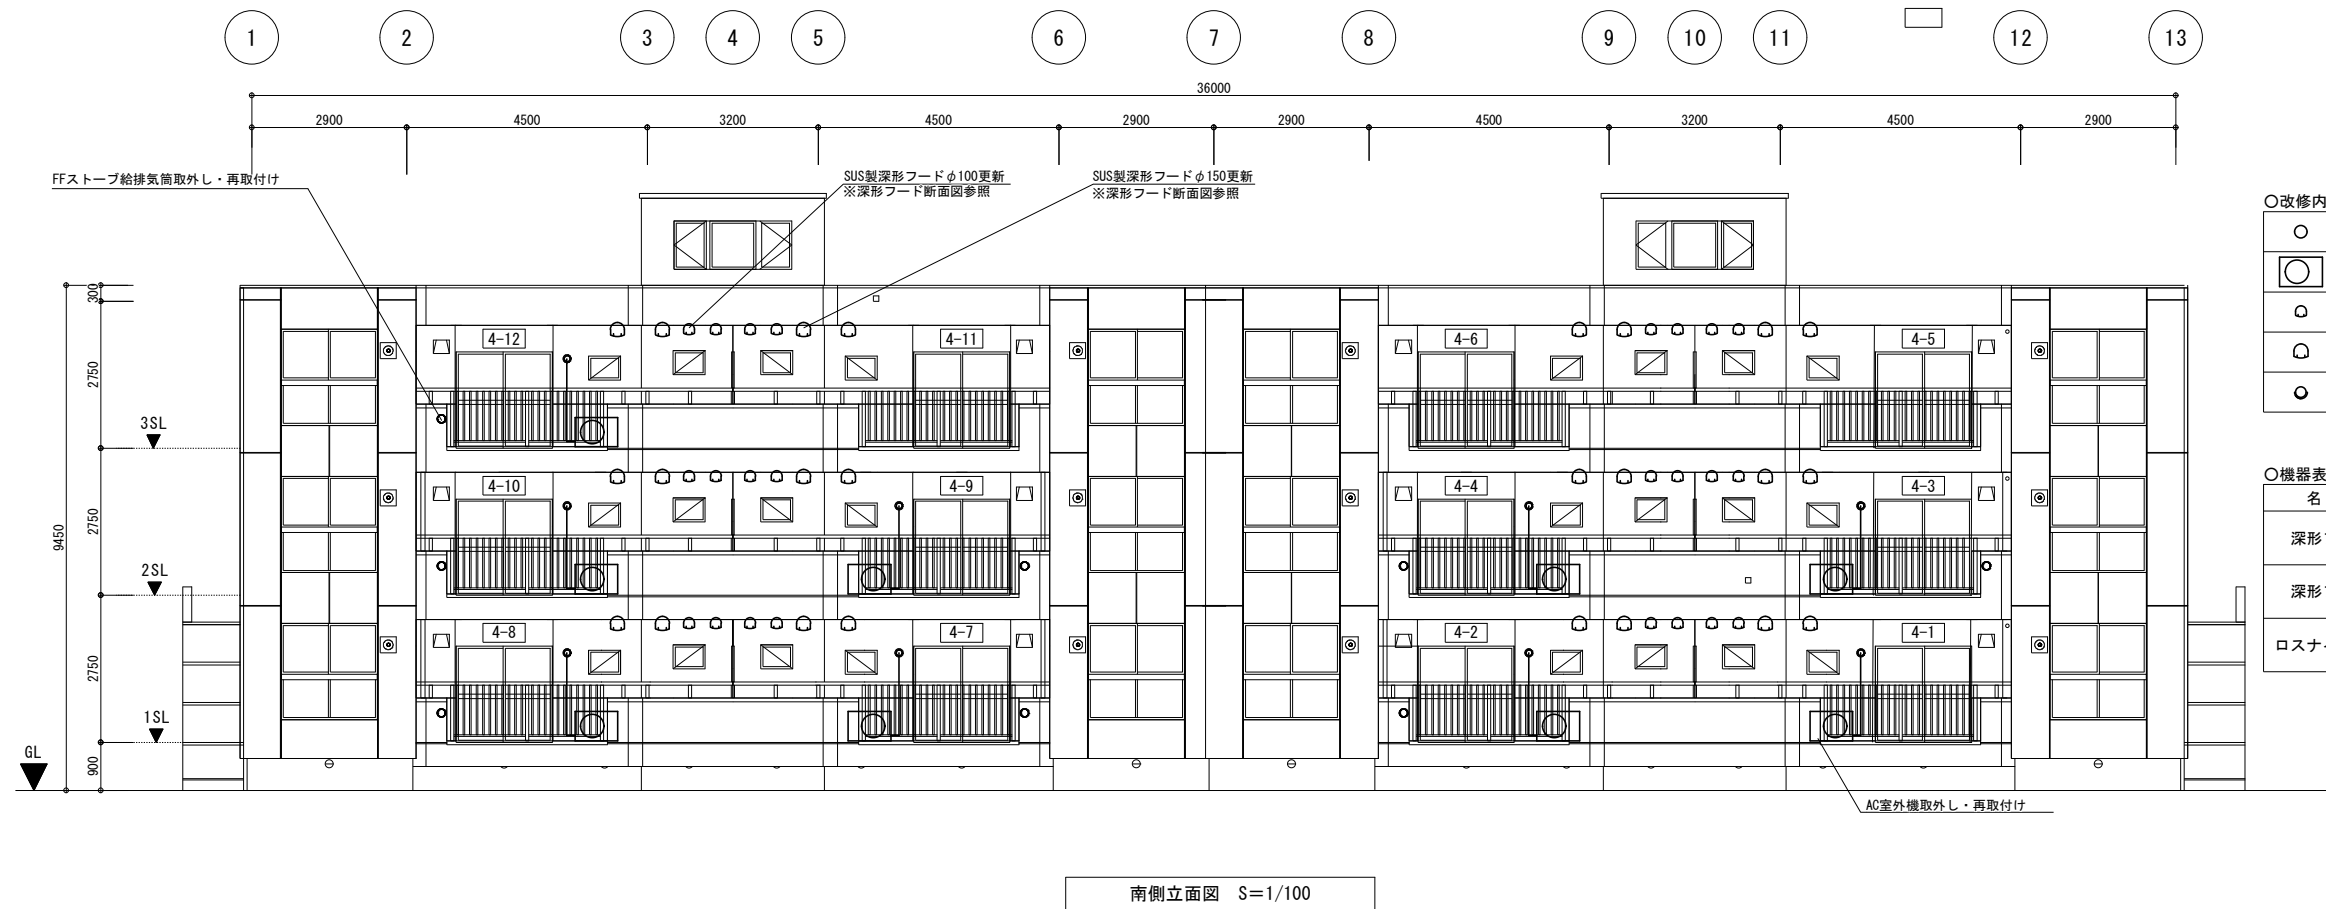 1 2 3 4 5 6 7 8 9 10 11 12 13
36000
2900 4500 3200 4500 2900 2900 4500 3200 4500 2900
FFストーブ給排気筒取外し・再取付け
SUS製深形フードφ100更新
※深形フード断面図参照
SUS製深形フードφ150更新
※深形フード断面図参照
○改修内
300
2750
2750
2750
900
9450
3SL
2SL
1SL
GL
4-12 4-11 4-6 4-5
4-10 4-9 4-4 4-3
4-8 4-7 4-2 4-1
○機器表
名
深形
深形
ロスナ
AC室外機取外し・再取付け
南側立面図 S=1/100